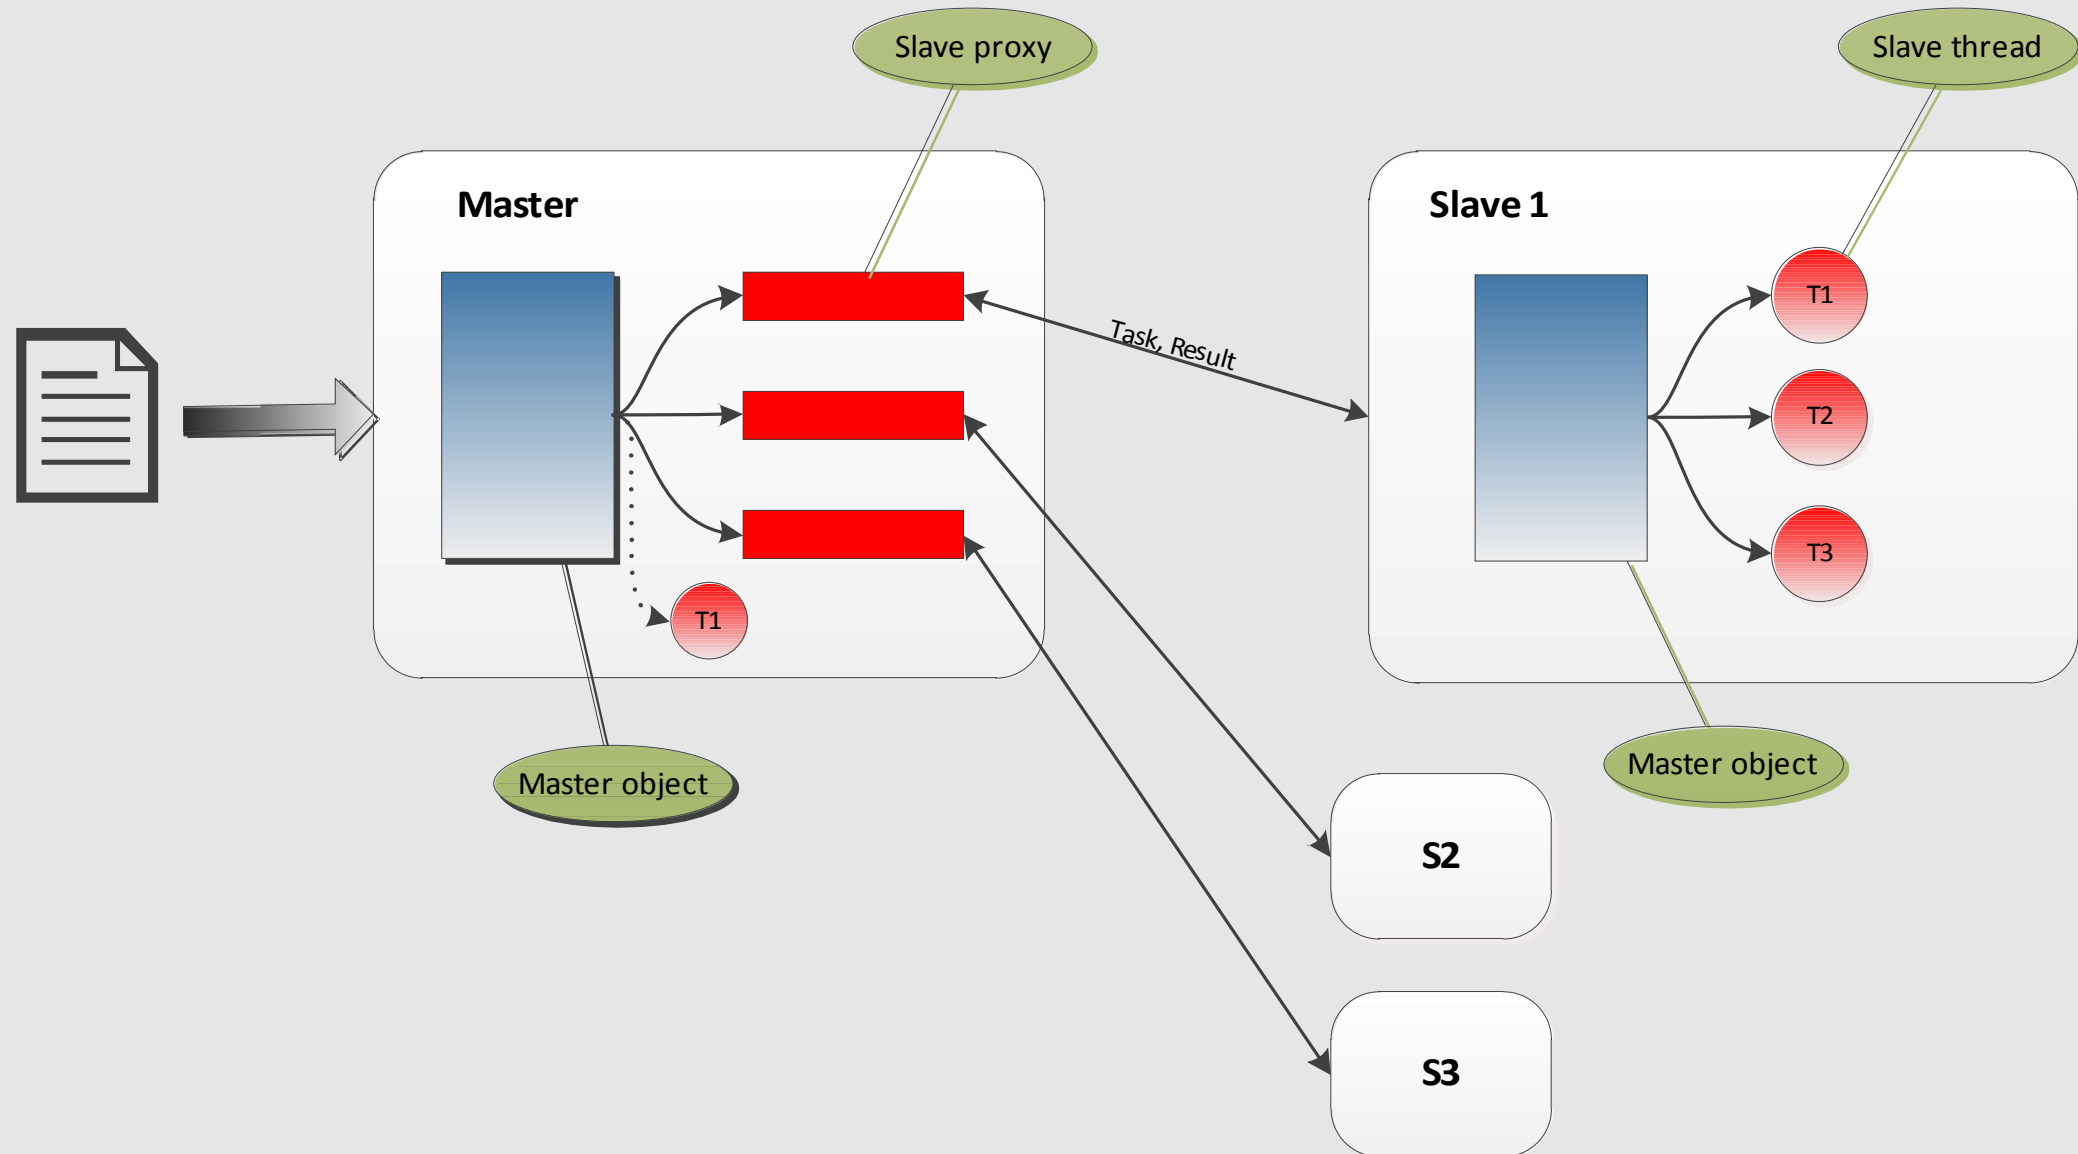 Slave proxy
Slave thread
Master
Slave 1
T1
Task, Result
T2
T3
T1
Master object
Master object
S2
S3